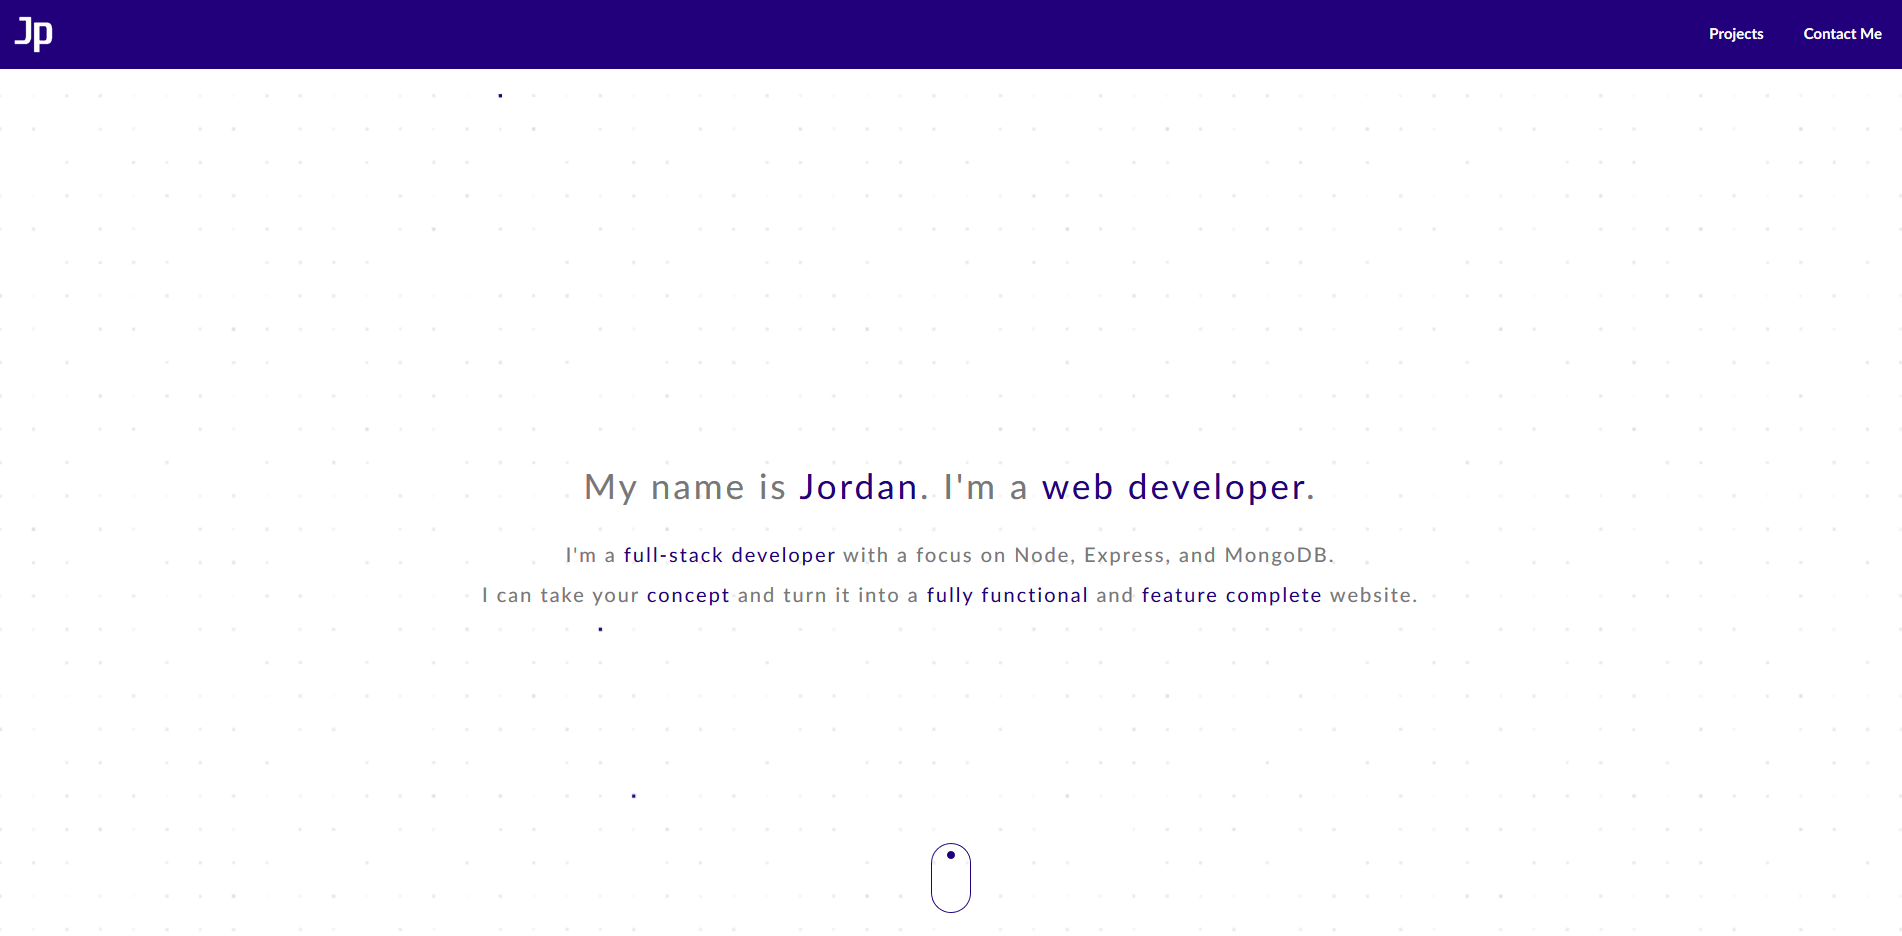 Jp
Projects
Contact Me
My name is Jordan. I'm a web developer.
I'm a full-stack developer with a focus on Node, Express, and MongoDB.
I can take your concept and turn it into a fully functional and feature complete website.